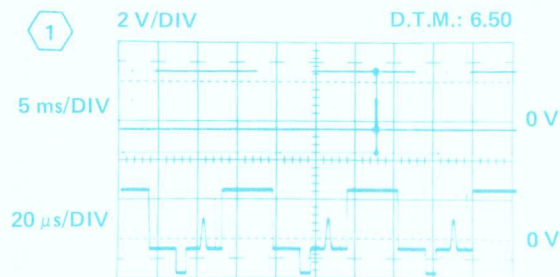 1
2 V/DIV
D.T.M.: 6.50
5 ms/DIV
0 V
20 μs/DIV
0 V